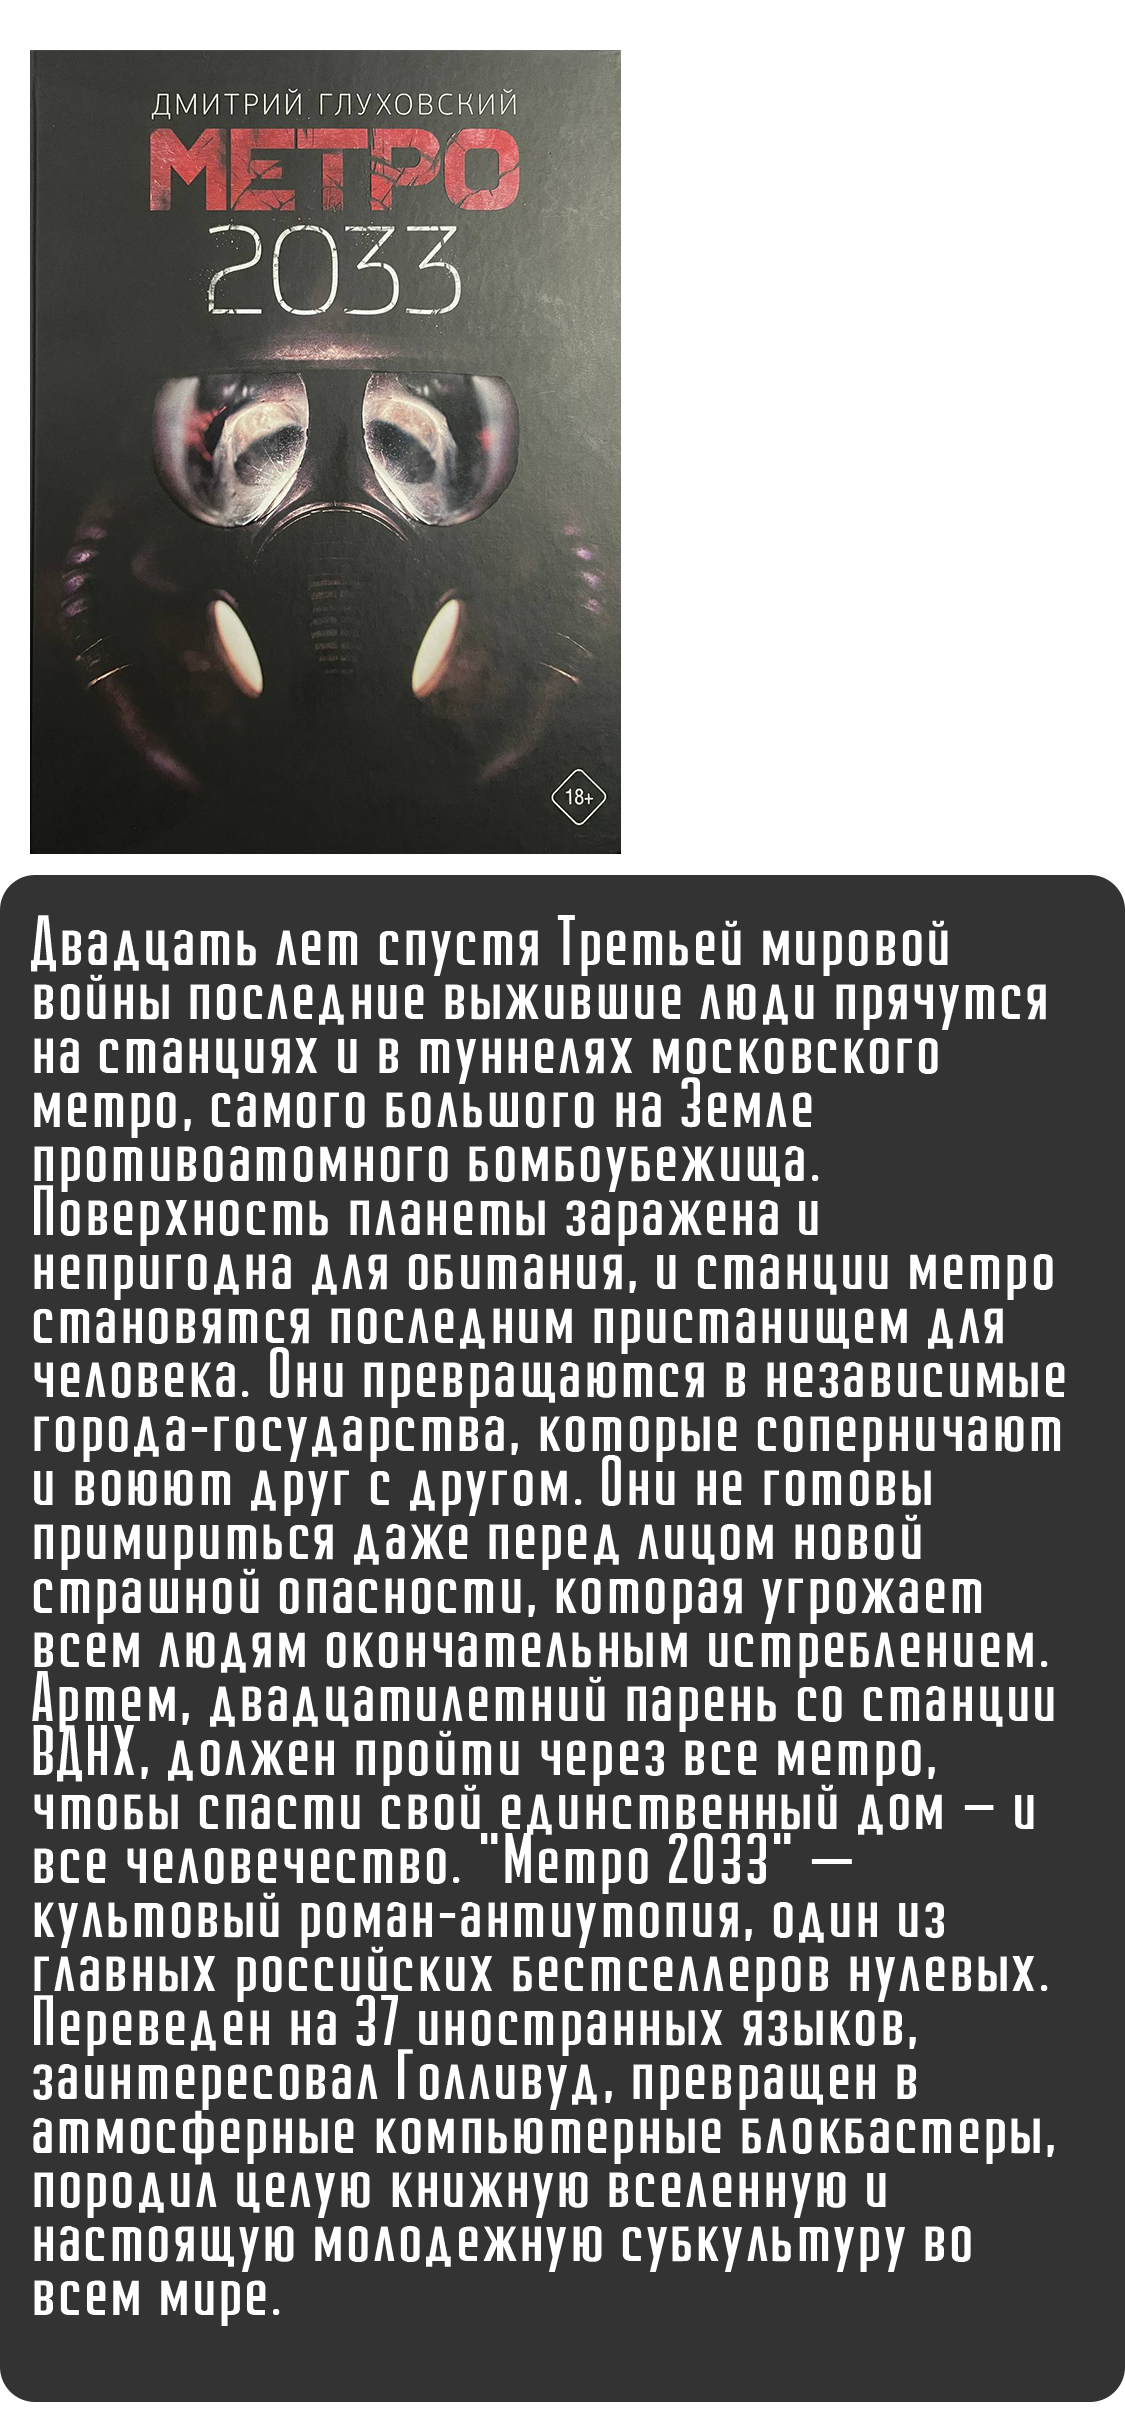 ДМИТРИЙ ГЛУХОВСКИЙ
МЕТРО
2033
18+
Двадцать лет спустя Третьей мировой
войны последние выжившие люди прячутся
на станциях и в туннелях московского
метро, самого большого на Земле
противоатомного бомбоубежища.
Поверхность планеты заражена и
непригодна для обитания, и станции метро
становятся последним пристанищем для
человека. Они превращаются в независимые
города-государства, которые соперничают
и воюют друг с другом. Они не готовы
примириться даже перед лицом новой
страшной опасности, которая угрожает
всем людям окончательным истреблением.
Артем, двадцатилетний парень со станции
ВДНХ, должен пройти через все метро,
чтобы спасти свой единственный дом — и
все человечество. "Метро 2033" —
культовый роман-антиутопия, один из
главных российских бестселлеров нулевых.
Переведен на 37 иностранных языков,
заинтересовал Голливуд, превращен в
атмосферные компьютерные блокбастеры,
породил целую книжную вселенную и
настоящую молодежную субкультуру во
всем мире.